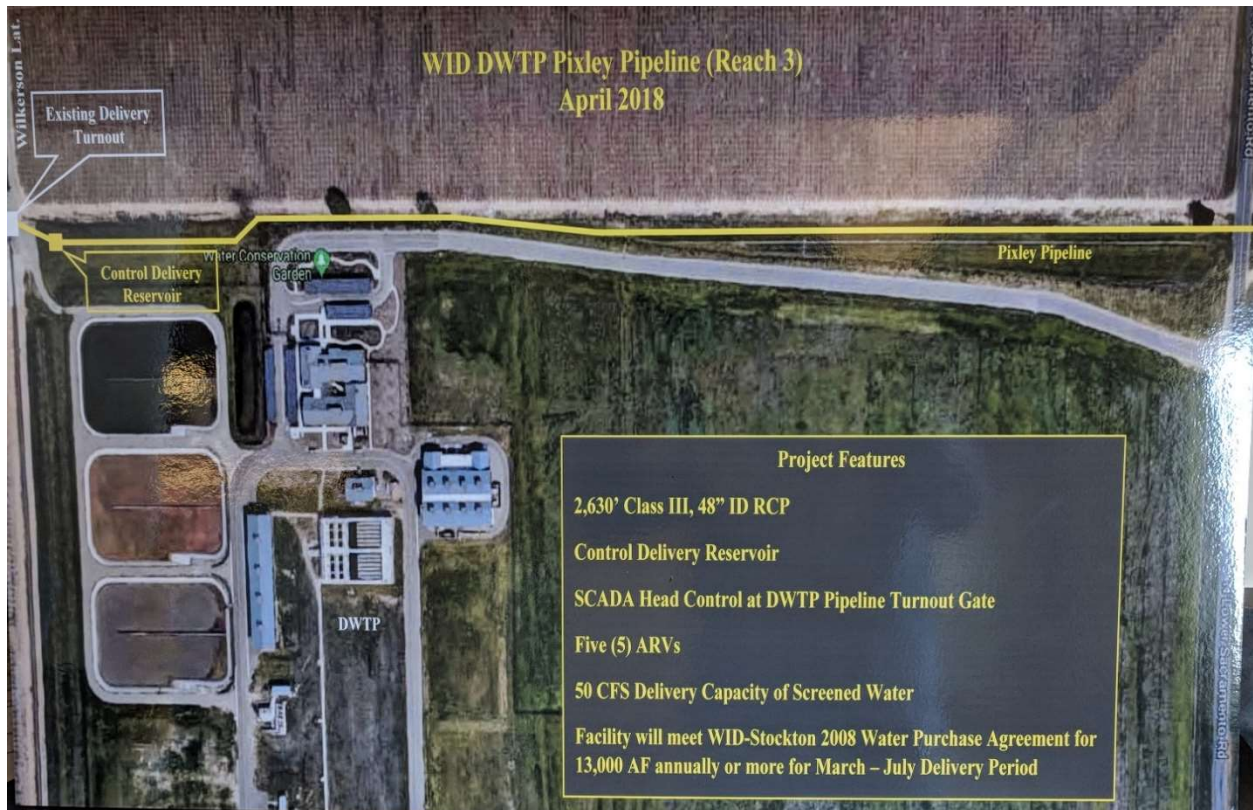 WID DWTP Pixley Pipeline (Reach 3)
April 2018
Wilkerson Lat.
Existing Delivery
Turnout
Control Delivery
Reservoir
Water Conservation
Garden
Pixley Pipeline
DWTP
Project Features
2,630’ Class III, 48” ID RCP
Control Delivery Reservoir
SCADA Head Control at DWTP Pipeline Turnout Gate
Five (5) ARVs
50 CFS Delivery Capacity of Screened Water
Facility will meet WID-Stockton 2008 Water Purchase Agreement for
13,000 AF annually or more for March – July Delivery Period
Lower Sacramento Rd